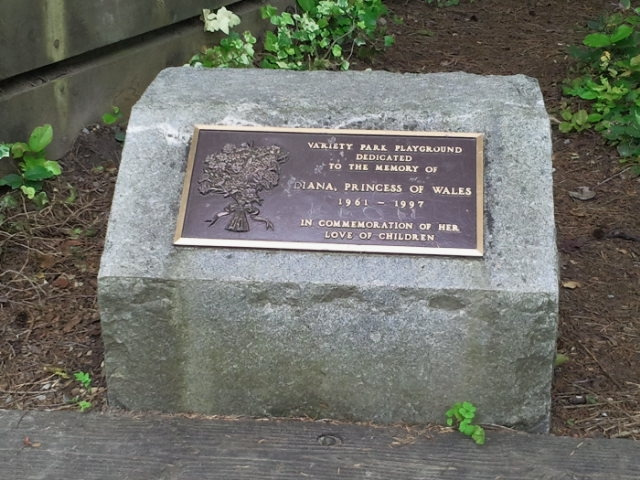 VARIETY PARK PLAYGROUND
DEDICATED
TO THE MEMORY OF
DIANA, PRINCESS OF WALES
1961 - 1997
IN COMMEMORATION OF HER
LOVE OF CHILDREN